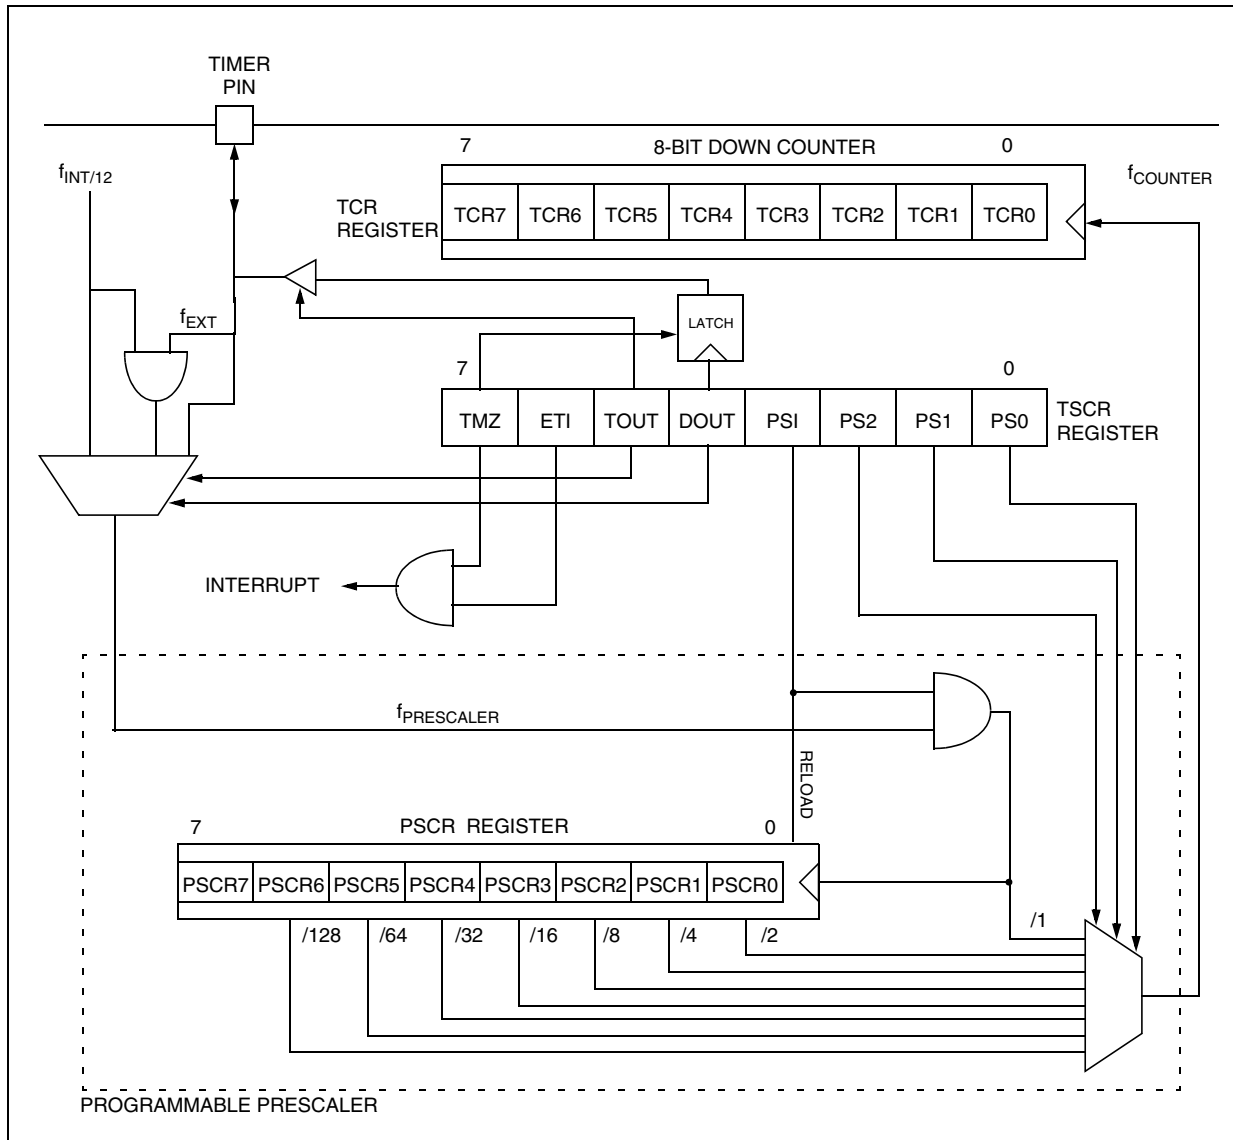 TIMER
PIN
7 8-BIT DOWN COUNTER 0
fINT/12
fCOUNTER
TCR
REGISTER
TCR7 TCR6 TCR5 TCR4 TCR3 TCR2 TCR1 TCR0
fEXT
LATCH
7 0
TMZ ETI TOUT DOUT PSI PS2 PS1 PS0
TSCR
REGISTER
INTERRUPT
fPRESCALER
RELOAD
7 PSCR REGISTER 0
PSCR7 PSCR6 PSCR5 PSCR4 PSCR3 PSCR2 PSCR1 PSCR0
/128 /64 /32 /16 /8 /4 /2 /1
PROGRAMMABLE PRESCALER